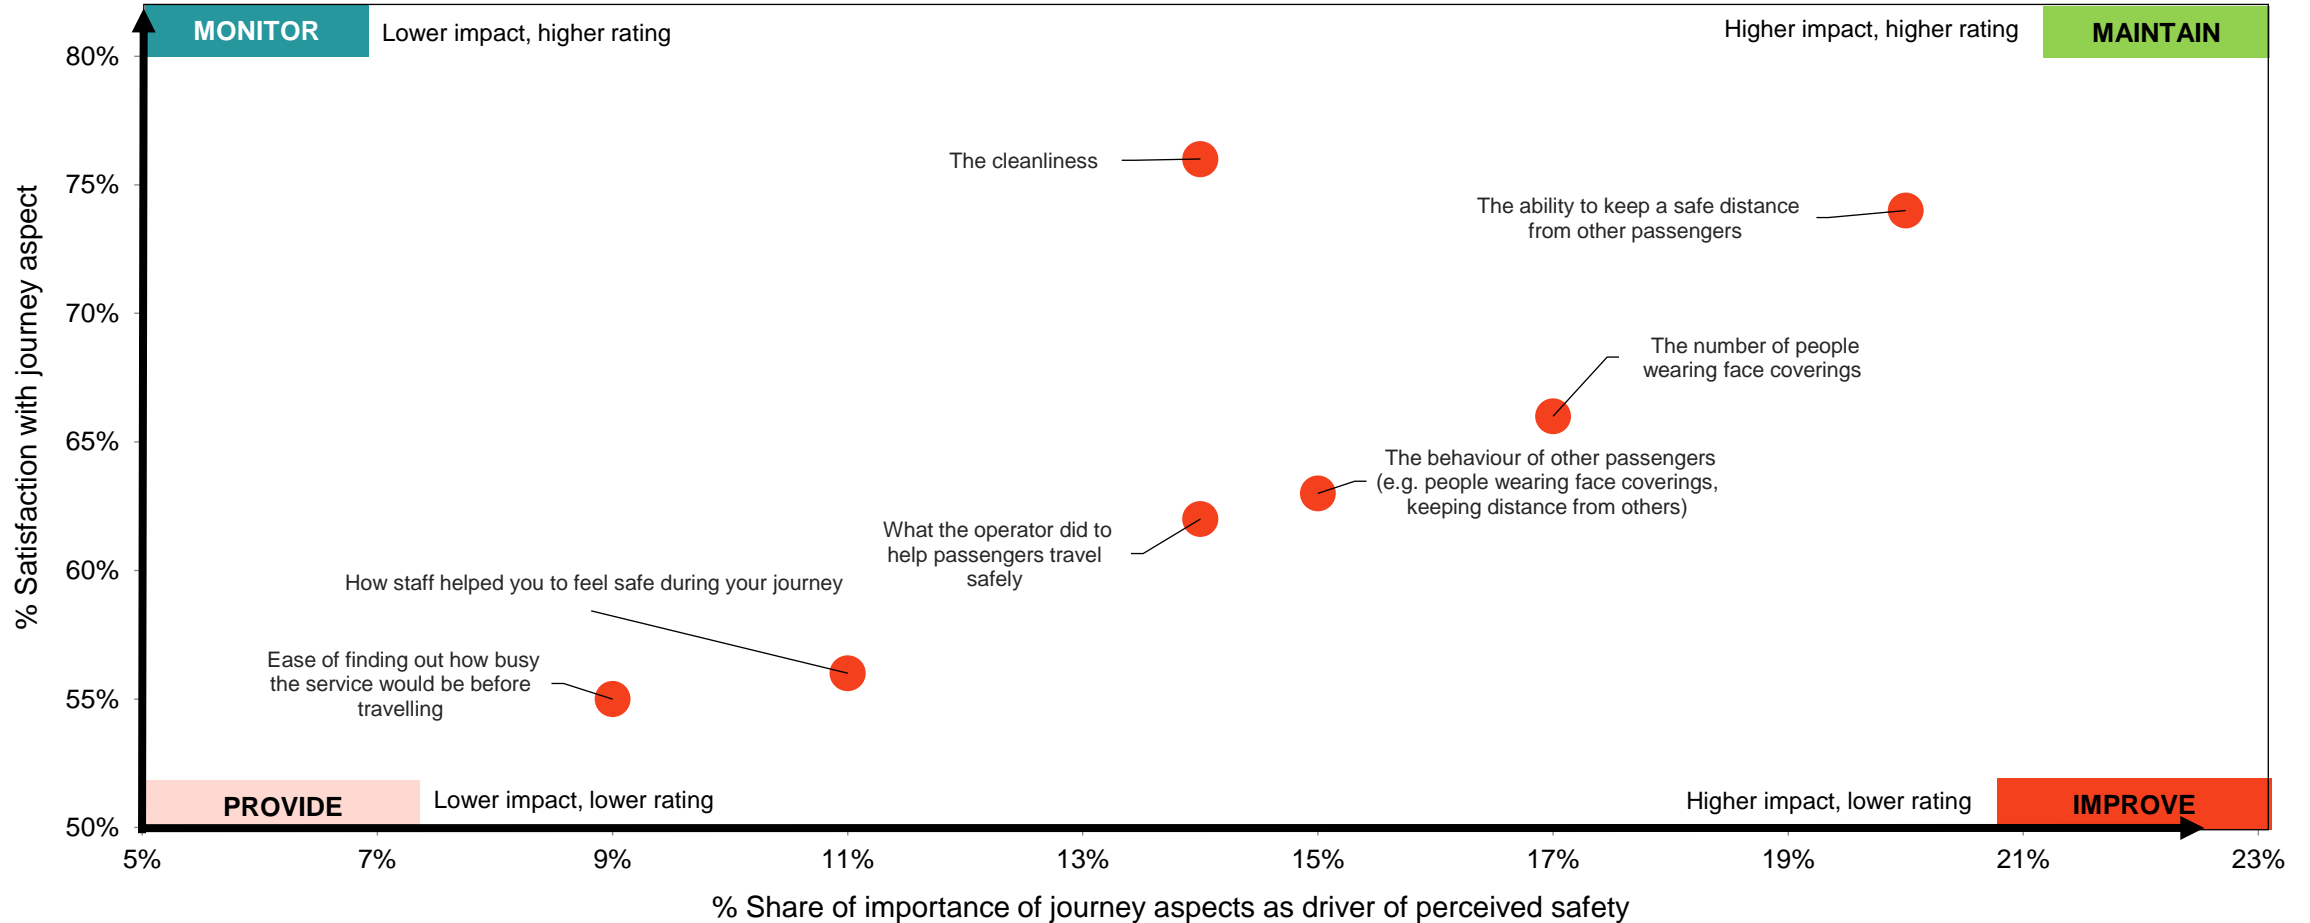 MONITOR
Lower impact, higher rating
Higher impact, higher rating
MAINTAIN
80%
75%
70%
65%
60%
55%
50%
% Satisfaction with journey aspect
The cleanliness
The ability to keep a safe distance
from other passengers
The number of people
wearing face coverings
The behaviour of other passengers
(e.g. people wearing face coverings,
keeping distance from others)
What the operator did to
help passengers travel
safely
How staff helped you to feel safe during your journey
Ease of finding out how busy
the service would be before
travelling
PROVIDE
Lower impact, lower rating
Higher impact, lower rating
IMPROVE
5%
7%
9%
11%
13%
15%
17%
19%
21%
23%
% Share of importance of journey aspects as driver of perceived safety